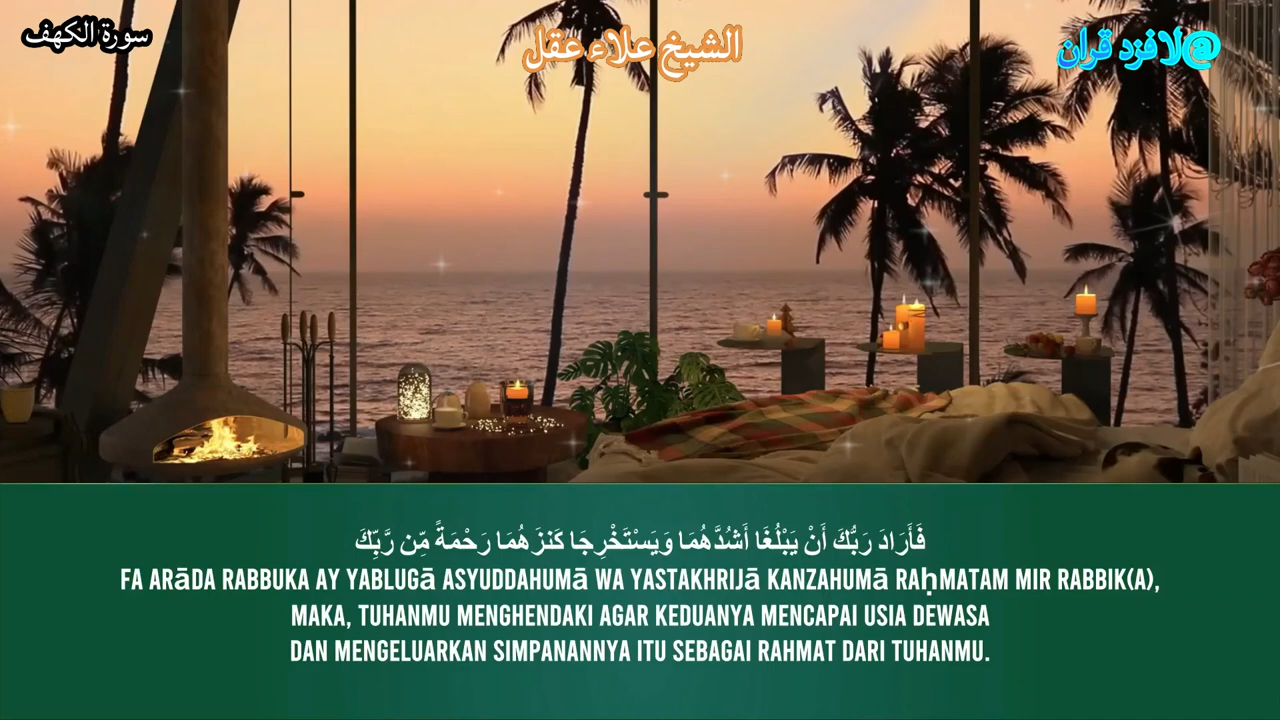 سورة الكهف
الشيخ علاء عقل
@لافزد قران
فَأَرَادَ رَبُّكَ أَنْ يَبْلُغَا أَشُدَّهُمَا وَيَسْتَخْرِجَا كَنزَهُمَا رَحْمَةً مِّن رَّبِّكَ
FA ARāDA RABBUKA AY YABLUGā ASYUDDAHUMā WA YASTAKHRIJā KANZAHUMā RAḥMATAM MIR RABBIK(A),
MAKA, TUHANMU MENGHENDAKI AGAR KEDUANYA MENCAPAI USIA DEWASA
DAN MENGELUARKAN SIMPANANNYA ITU SEBAGAI RAHMAT DARI TUHANMU.